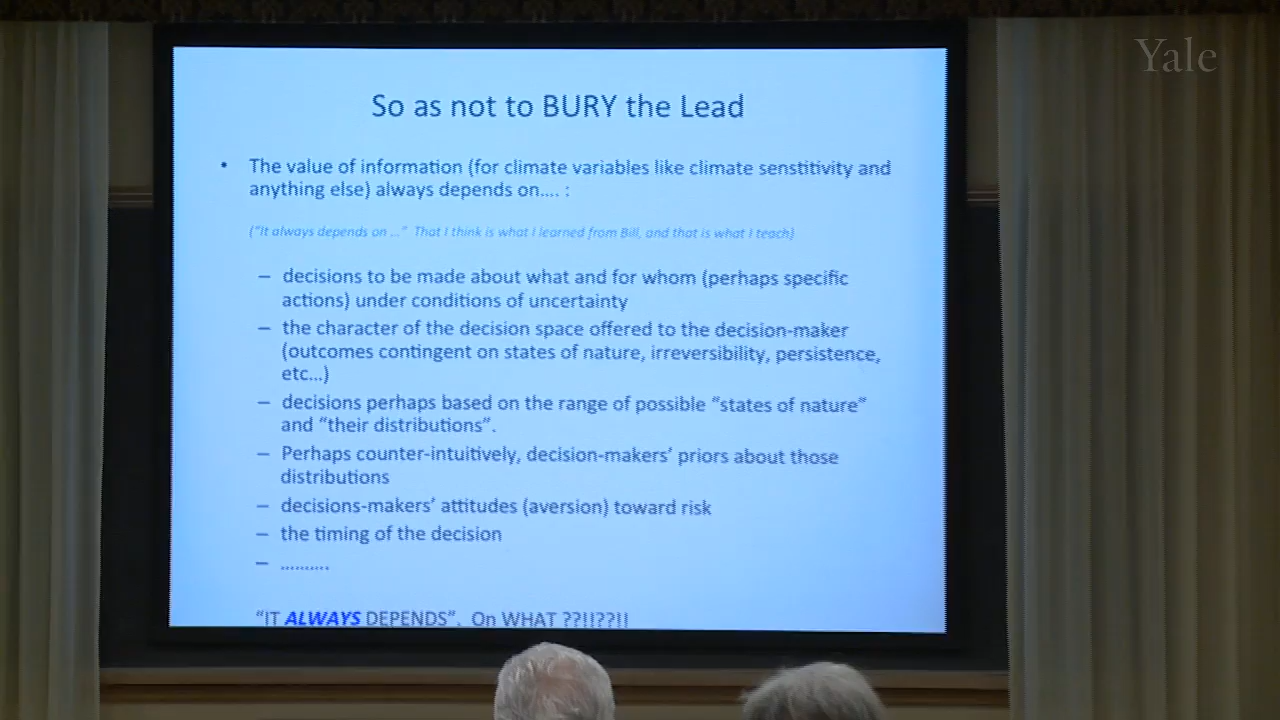 Yale
So as not to BURY the Lead
• The value of information (for climate variables like climate senstitivity and
anything else) always depends on.... :
("It always depends on ..." That I think is what I learned from Bill, and that is what I teach)
– decisions to be made about what and for whom (perhaps specific
actions) under conditions of uncertainty
– the character of the decision space offered to the decision-maker
(outcomes contingent on states of nature, irreversibility, persistence,
etc...)
– decisions perhaps based on the range of possible “states of nature”
and “their distributions”.
– Perhaps counter-intuitively, decision-makers’ priors about those
distributions
– decisions-makers’ attitudes (aversion) toward risk
– the timing of the decision
– ..........
“IT ALWAYS DEPENDS”. On WHAT ??!!??!!